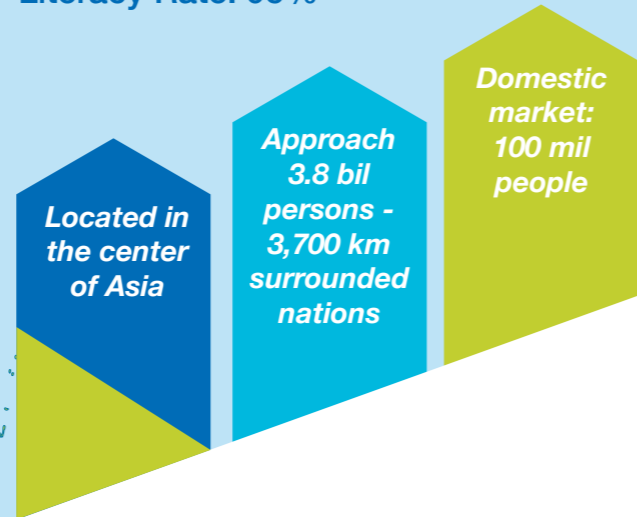 Located in
the center
of Asia
Approach
3.8 bil
persons -
3,700 km
surrounded
nations
Domestic
market:
100 mil
people